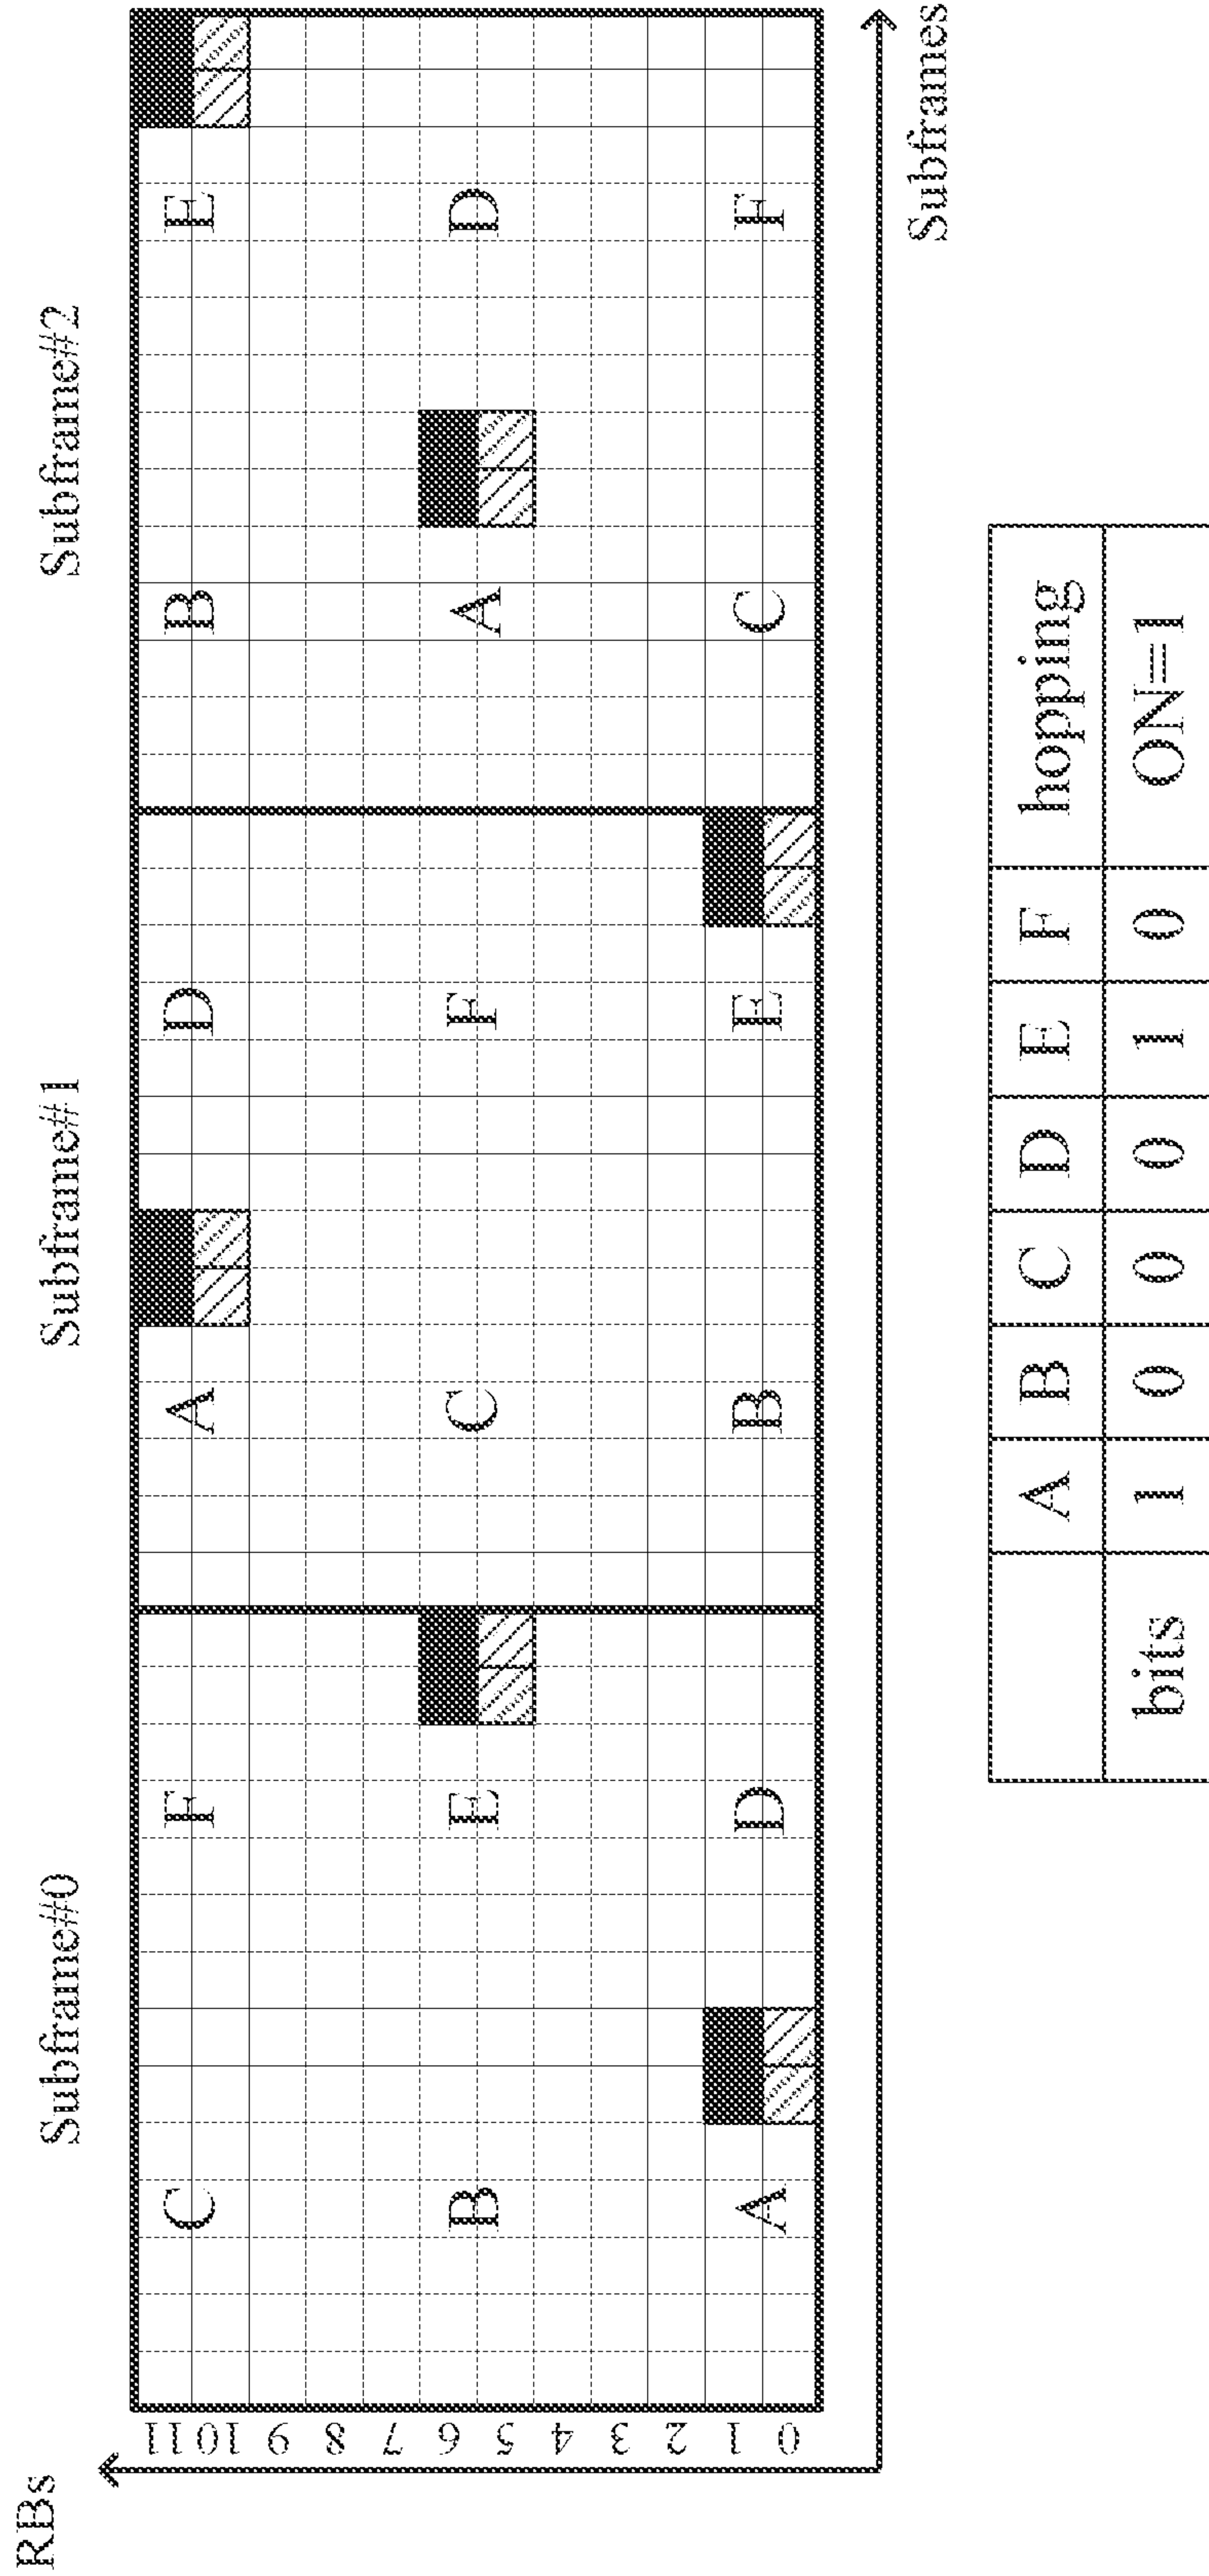 Subframe#0 Subframe#1 Subframe#2
RBs
C F A D B E
B E C F A D
A D B E C F
11
10
9
8
7
6
5
4
3
2
1
0
Subframes
A B C D E F hopping
bits 1 0 0 0 1 0 ON=1